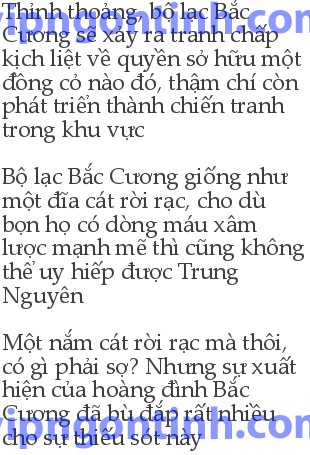 vipngontinh.com
Thỉnh thoảng, bộ lạc Bắc
Cương sẽ xảy ra tranh chấp
kịch liệt về quyền sở hữu một
đồng cỏ nào đó, thậm chí còn
phát triển thành chiến tranh
trong khu vực
Bộ lạc Bắc Cương giống như
một đĩa cát rời rạc, cho dù
bọn họ có dòng máu xâm
lược mạnh mẽ thì cũng không
thể uy hiếp được Trung
Nguyên
Một nắm cát rời rạc mà thôi,
có gì phải sợ? Nhưng sự xuất
hiện của hoàng đình Bắc
Cương đã bù đắp rất nhiều
vipngontinh.com
cho sự thiếu sót này